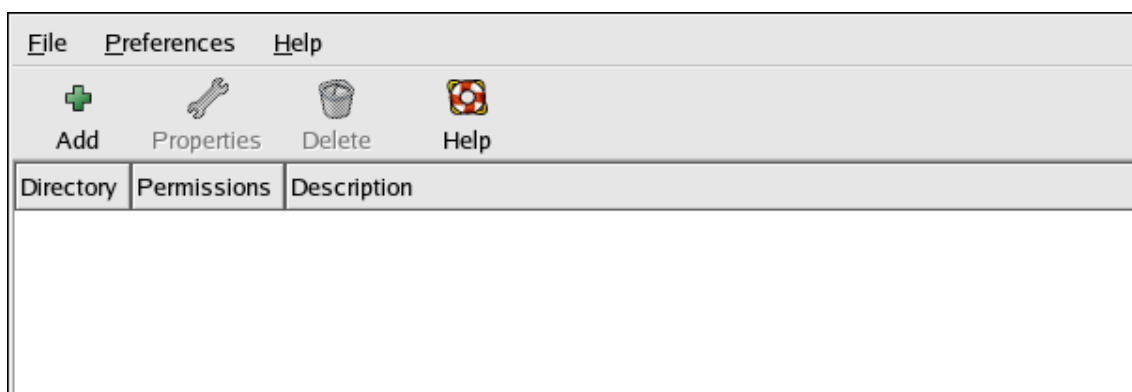 File Preferences Help
Add Properties Delete Help
Directory Permissions Description